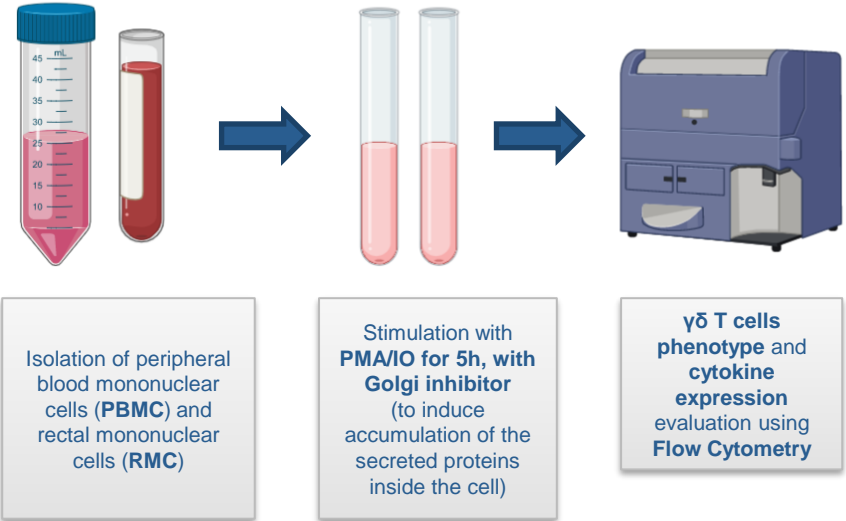 mL
45
40
35
30
25
20
15
10
Isolation of peripheral
blood mononuclear
cells (PBMC) and
rectal mononuclear
cells (RMC)
Stimulation with
PMA/IO for 5h, with
Golgi inhibitor
(to induce
accumulation of the
secreted proteins
inside the cell)
γδ T cells
phenotype and
cytokine
expression
evaluation using
Flow Cytometry